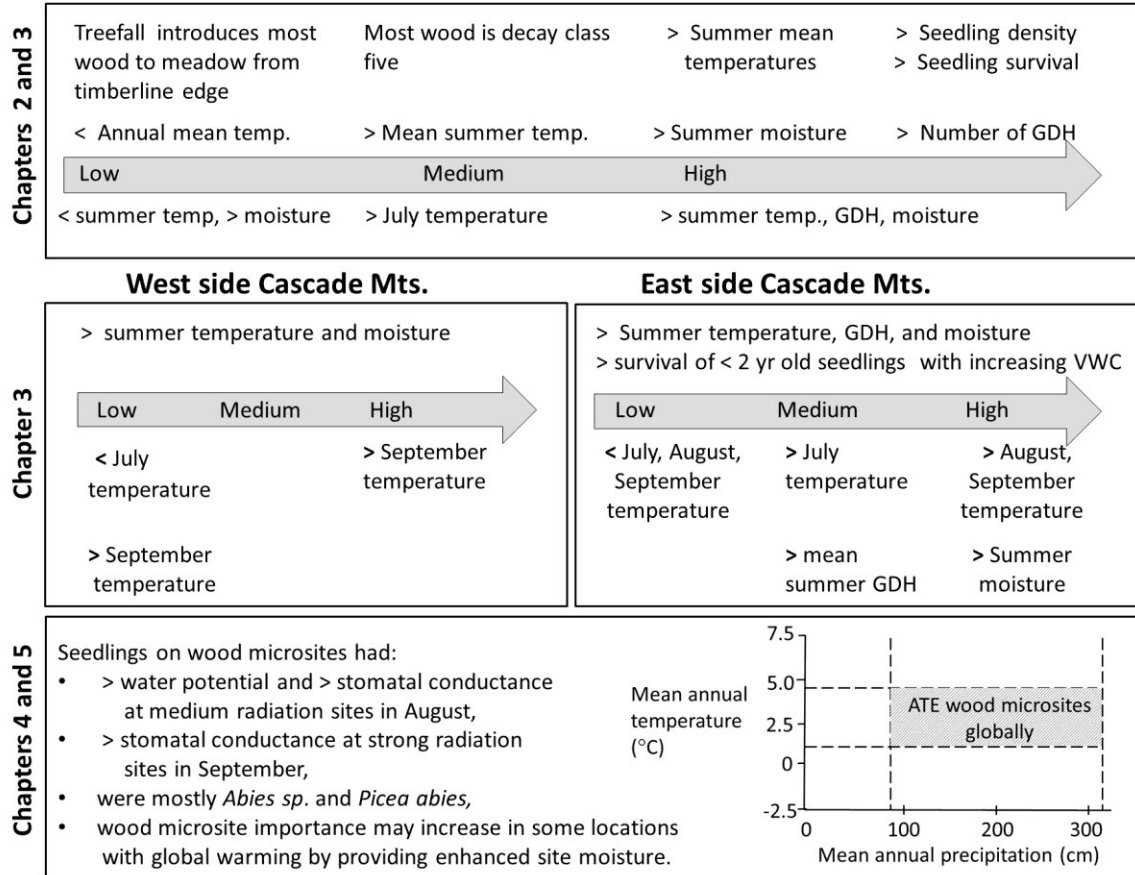 Chapters 2 and 3
Treefall introduces most
wood to meadow from
timberline edge
Most wood is decay class
five
> Summer mean
temperatures
> Seedling density
> Seedling survival
< Annual mean temp.
> Mean summer temp.
> Summer moisture
> Number of GDH
Low
Medium
High
< summer temp, > moisture
> July temperature
> summer temp., GDH, moisture
West side Cascade Mts.
East side Cascade Mts.
Chapter 3
> summer temperature and moisture
Low
Medium
High
< July
temperature
> September
temperature
> September
temperature
> Summer temperature, GDH, and moisture
> survival of < 2 yr old seedlings with increasing VWC
Low
Medium
High
< July, August,
September
temperature
> July
temperature
> August,
September
temperature
> mean
summer GDH
> Summer
moisture
Chapters 4 and 5
Seedlings on wood microsites had:
• > water potential and > stomatal conductance
at medium radiation sites in August,
• > stomatal conductance at strong radiation
sites in September,
• were mostly Abies sp. and Picea abies,
• wood microsite importance may increase in some locations
with global warming by providing enhanced site moisture.
Mean annual
temperature
(°C)
7.5
5.0
2.5
0
-2.5
ATE wood microsites
globally
0
100
200
300
Mean annual precipitation (cm)